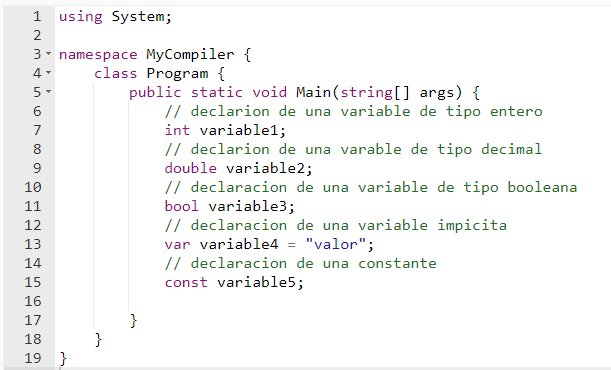 1 using System;
2
3 namespace MyCompiler {
4 class Program {
5 public static void Main(string[] args) {
6 // declarion de una variable de tipo entero
7 int variable1;
8 // declarion de una varable de tipo decimal
9 double variable2;
10 // declaracion de una variable de tipo booleana
11 bool variable3;
12 // declaracion de una variable impicita
13 var variable4 = "valor";
14 // declaracion de una constante
15 const variable5;
16
17 }
18 }
19 }